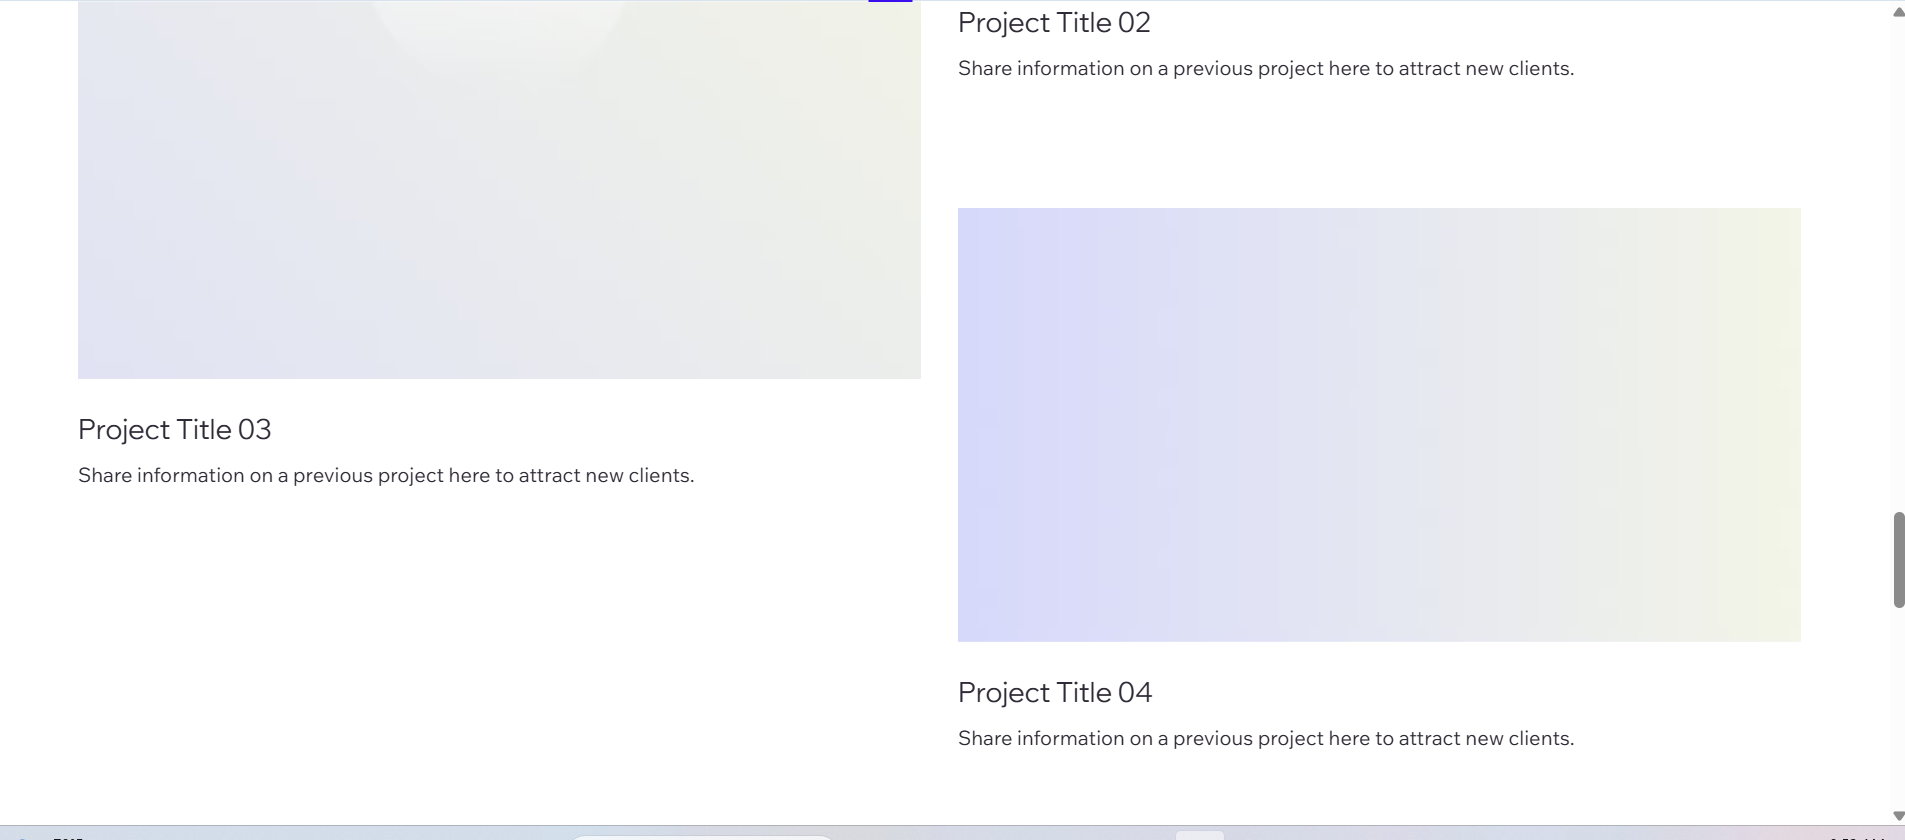 Project Title 02
Share information on a previous project here to attract new clients.
Project Title 03
Share information on a previous project here to attract new clients.
Project Title 04
Share information on a previous project here to attract new clients.